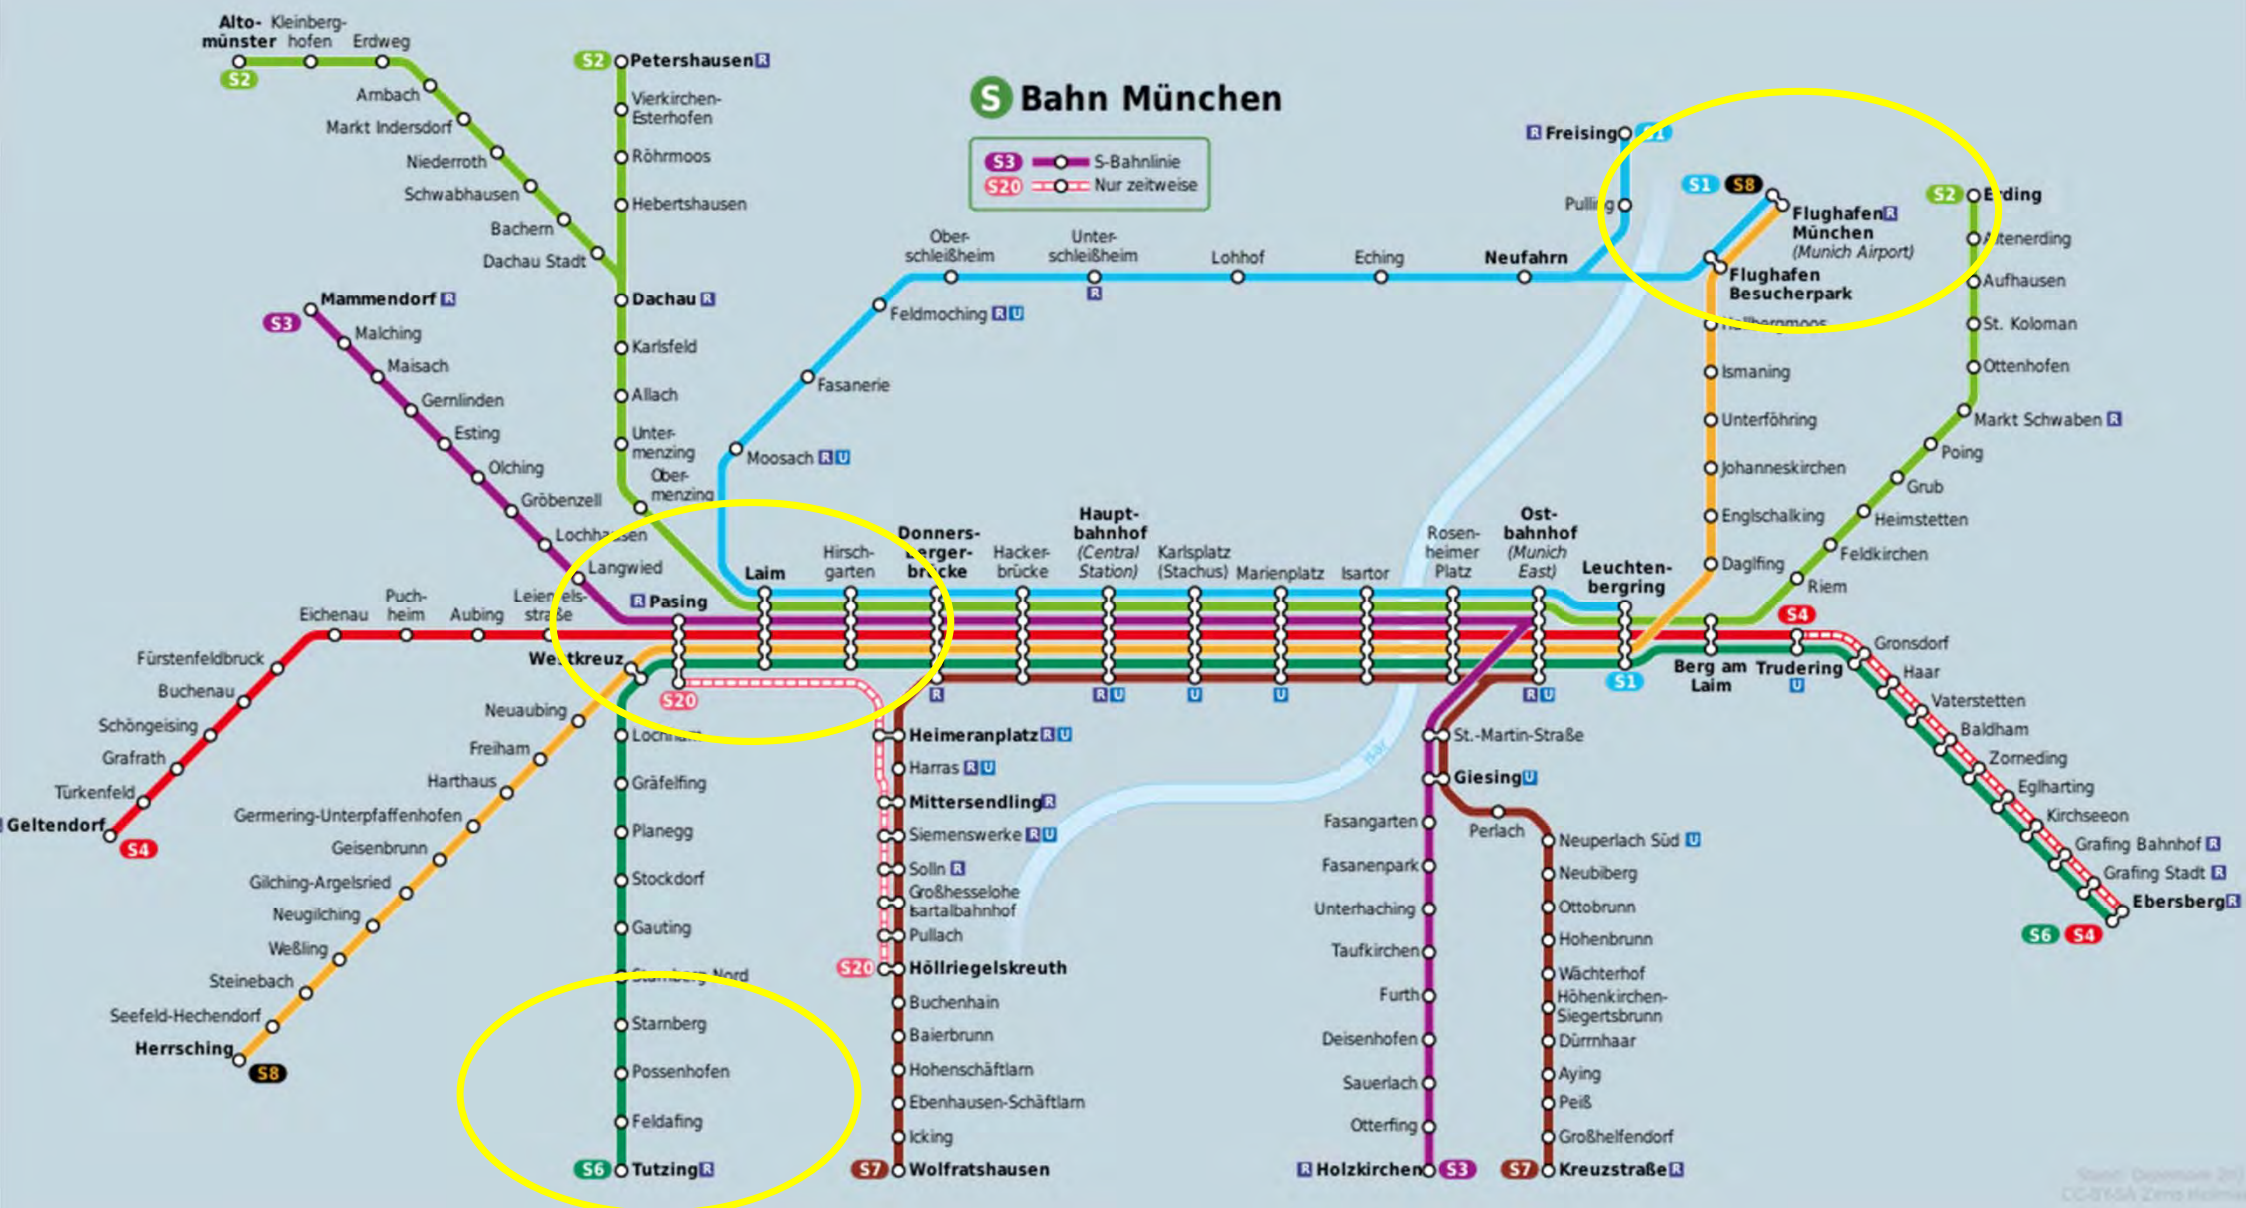 Alto-
münster
Kleinberg-
hofen
Erdweg
S2
Arnbach
Markt Indersdorf
Niederroth
Schwabhausen
Bachern
Dachau Stadt
S2
Petershausen R
Vierkirchen-
Esterhofen
Röhrmoos
Hebertshausen
Dachau R
Karlsfeld
Allach
Unter-
menzing
Ober-
menzing
S Bahn München
S3 S-Bahnlinie
S20 Nur zeitweise
R Freising S1
Pulling
S1 S8
Flughafen R
München
(Munich Airport)
Flughafen
Besucherpark
S2 Erding
Altenerding
Aufhausen
St. Koloman
Ottenhofen
Markt Schwaben R
Poing
Grub
Heimstetten
Feldkirchen
Riem
Ober-
schleißheim
Unter-
schleißheim
R
Lohhof
Eching
Neufahrn
Feldmoching R U
Fasanerie
Moosach R U
Hallbergmoos
Ismaning
Unterföhring
Johanneskirchen
Englschalking
Daglfing
Mammendorf R
S3
Malching
Maisach
Gernlinden
Esting
Olching
Gröbenzell
Lochhausen
Langwied
R Pasing
Laim
Hirsch-
garten
Donners-
berger-
brücke
R
Hacker-
brücke
Haupt-
bahnhof
(Central
Station)
R U
Karlsplatz
(Stachus)
U
Marienplatz
U
Isartor
Rosen-
heimer
Platz
Ost-
bahnhof
(Munich
East)
R U
Leuchten-
bergring
S1
Berg am
Laim
S4
Trudering
U
Gronsdorf
Haar
Vaterstetten
Baldham
Zorneding
Eglharting
Kirchseeon
Grafing Bahnhof R
Grafing Stadt R
Ebersberg R
S6 S4
Eichenau
Puch-
heim
Aubing
Leienfels-
straße
Fürstenfeldbruck
Buchenau
Schöngeising
Grafrath
Türkenfeld
Geltendorf
S4
Westkreuz
Neuaubing
Freiham
Harthaus
Germering-Unterpfaffenhofen
Geisenbrunn
Gilching-Argelsried
Neugilching
Weßling
Steinebach
Seefeld-Hechendorf
Herrsching
S8
Lochham
Gräfelfing
Planegg
Stockdorf
Gauting
Starnberg Nord
Starnberg
Possenhofen
Feldafing
S6 Tutzing R
S20
Heimeranplatz R U
Harras R U
Mittersendling R
Siemenswerke R U
Solln R
Großhesselohe
Isartalbahnhof
Pullach
S20 Höllriegelskreuth
Buchenhain
Baierbrunn
Hohenschäftlarn
Ebenhausen-Schäftlarn
Icking
S7 Wolfratshausen
Isar
St.-Martin-Straße
Giesing U
Fasangarten
Fasanenpark
Unterhaching
Taufkirchen
Furth
Deisenhofen
Sauerlach
Otterfing
R Holzkirchen S3
Perlach
Neuperlach Süd U
Neubiberg
Ottobrunn
Hohenbrunn
Wächterhof
Höhenkirchen-
Siegertsbrunn
Dürrnhaar
Aying
Peiß
Großhelfendorf
S7 Kreuzstraße R